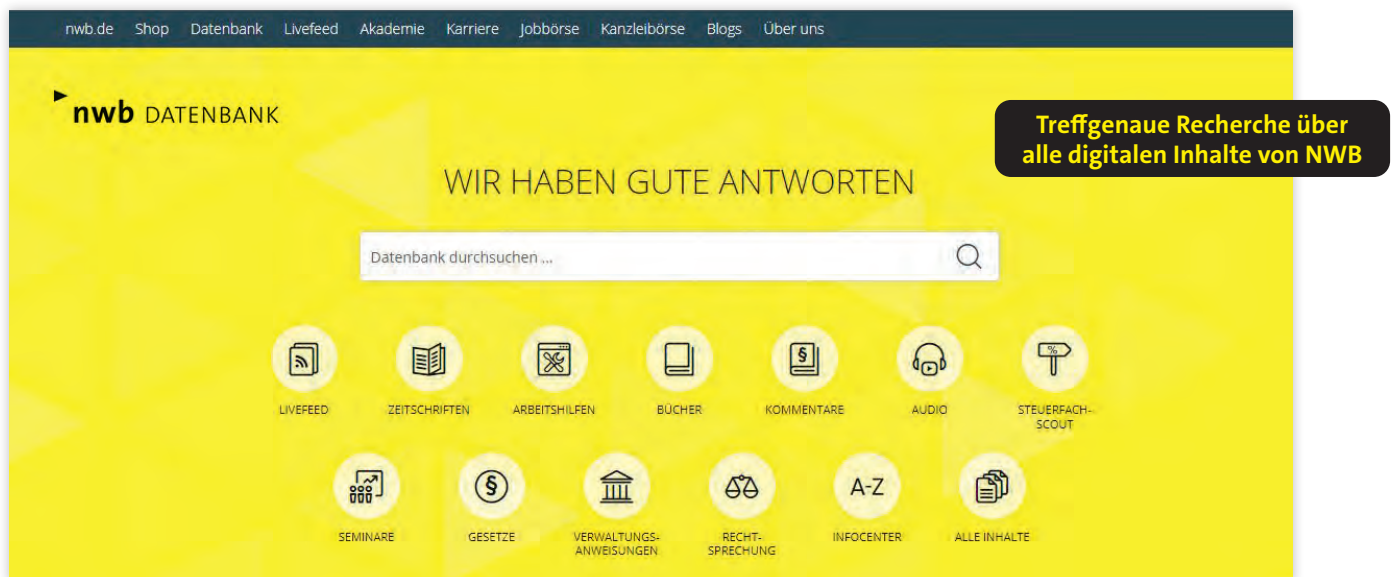 nwb.de Shop Datenbank Livefeed Akademie Karriere Jobbörse Kanzleibörse Blogs Über uns
nwb DATENBANK
Treffgenaue Recherche über
alle digitalen Inhalte von NWB
WIR HABEN GUTE ANTWORTEN
Datenbank durchsuchen ...
LIVEFEED
ZEITSCHRIFTEN
ARBEITSHILFEN
BÜCHER
§
KOMMENTARE
AUDIO
%
STEUERFACH-
SCOUT
SEMINARE
§
GESETZE
VERWALTUNGS-
ANWEISUNGEN
RECHT-
SPRECHUNG
A-Z
INFOCENTER
ALLE INHALTE